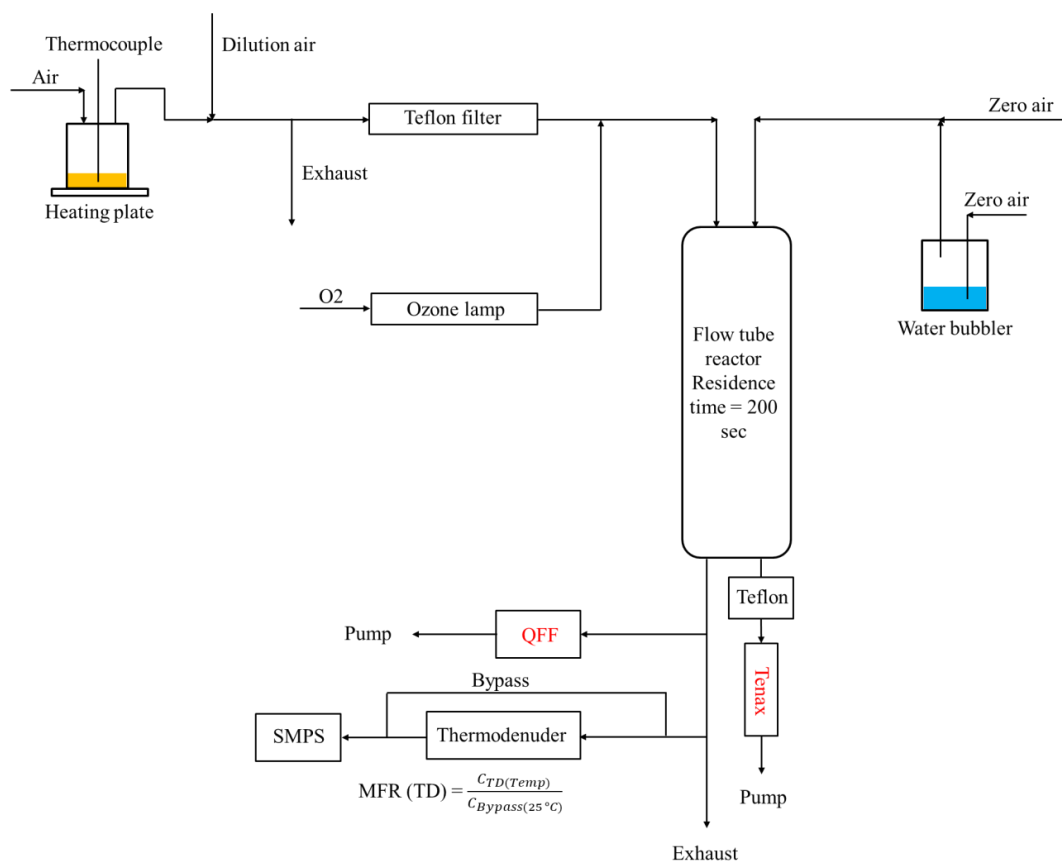 Thermocouple
Dilution air
Air
Teflon filter
Zero air
Exhaust
Heating plate
Zero air
O2
Ozone lamp
Water bubbler
Flow tube
reactor
Residence
time = 200
sec
Teflon
Pump
QFF
Tenax
Bypass
SMPS
Thermodenuder
MFR (TD) = C_TD(Temp) / C_Bypass(25 °C)
Pump
Exhaust